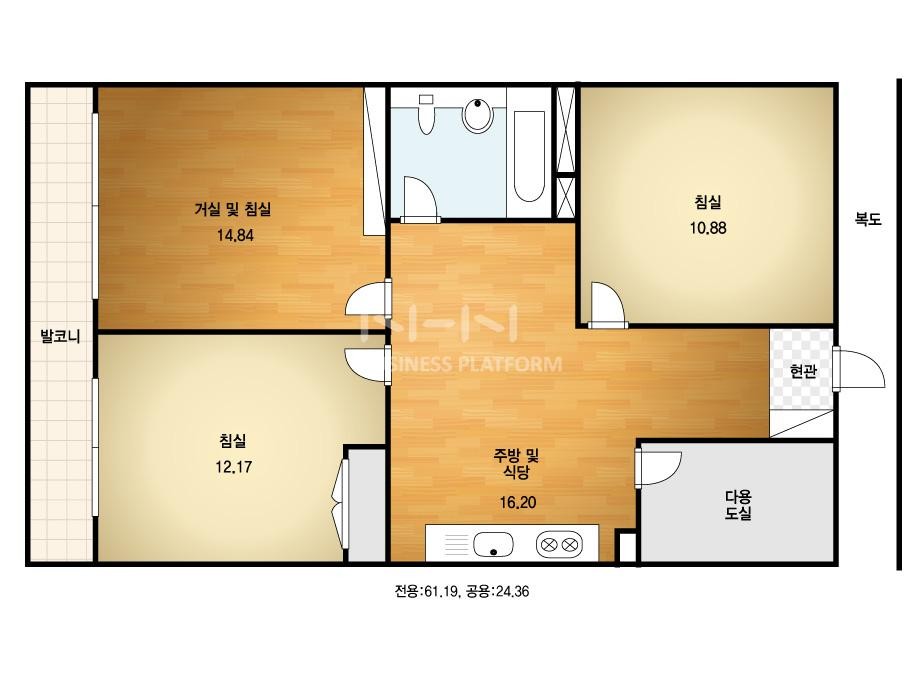 거실 및 침실
14.84
침실
10.88
복도
발코니
N-N
BUSINESS PLATFORM
현관
침실
12.17
주방 및
식당
16.20
다용
도실
전용:61.19, 공용:24.36